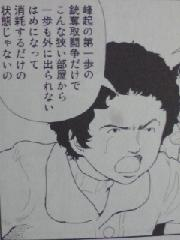 峰起の第一歩の
銃奪取闘争だけで
こんな狭い部屋から
一歩も外に出られない
はめになって
消耗するだけの
状態じゃないの